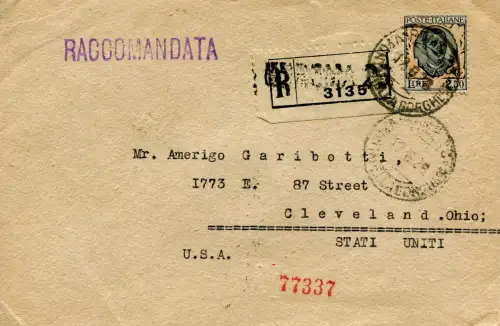 POSTE ITALIANE
RACCOMANDATA
R
3135
LIRE 2,50
Mr. Amerigo Garibotti,
1773 E. 87 Street
Cleveland.Ohio;
STATI UNITI
U.S.A.
77337